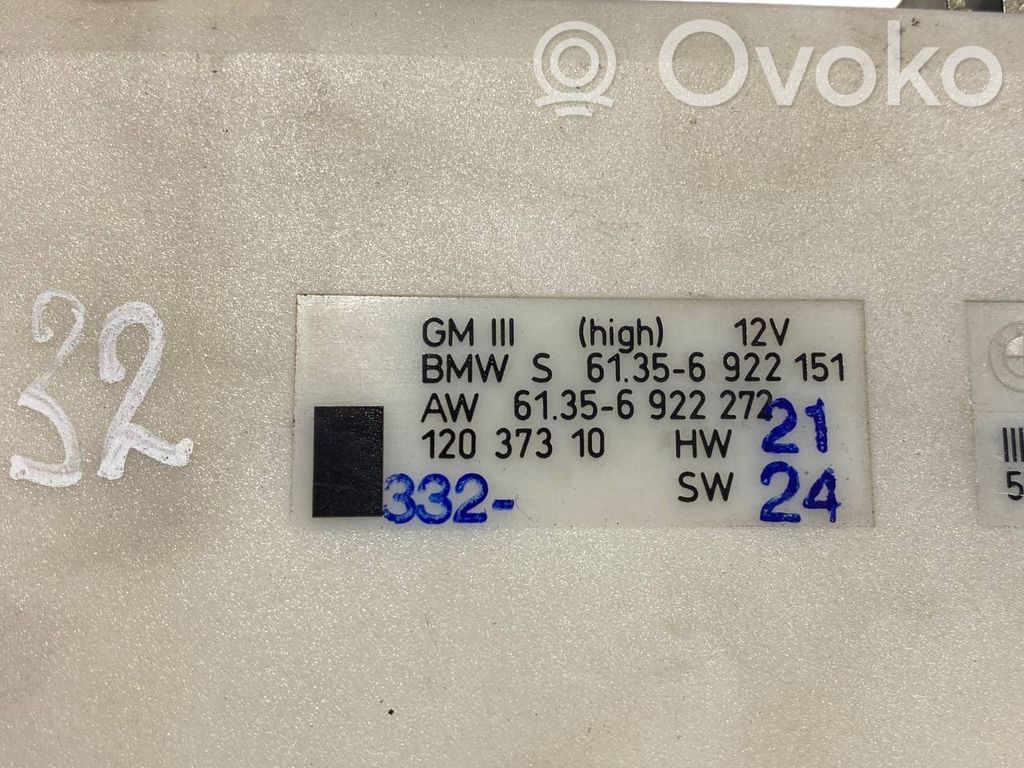 Ovoko
32
GM III (high) 12V
BMW S 61.35-6 922 151
AW 61.35-6 922 272
120 373 10 HW 21
332- SW 24
5